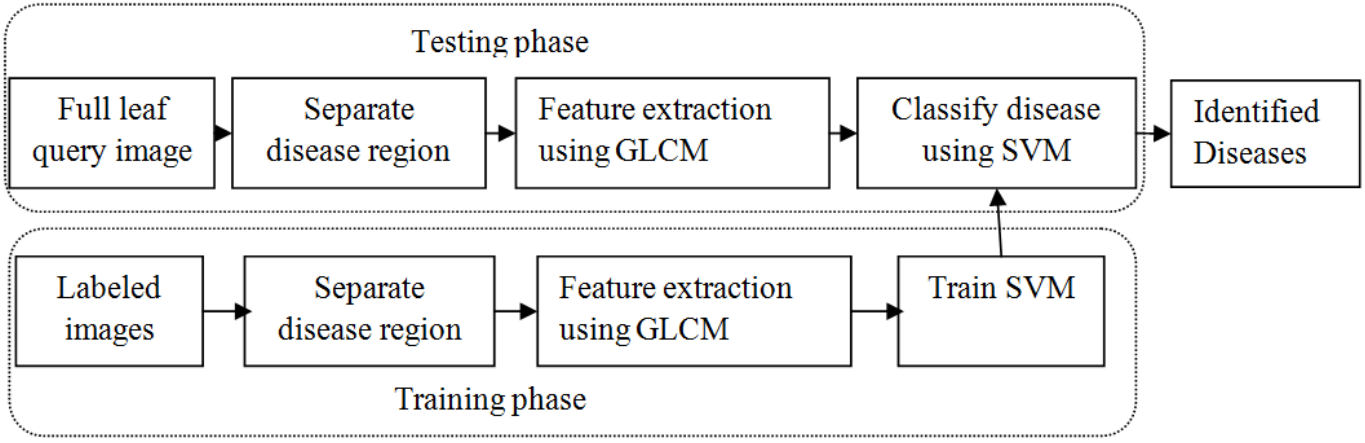 Testing phase
Full leaf
query image
Separate
disease region
Feature extraction
using GLCM
Classify disease
using SVM
Identified
Diseases
Labeled
images
Separate
disease region
Feature extraction
using GLCM
Train SVM
Training phase